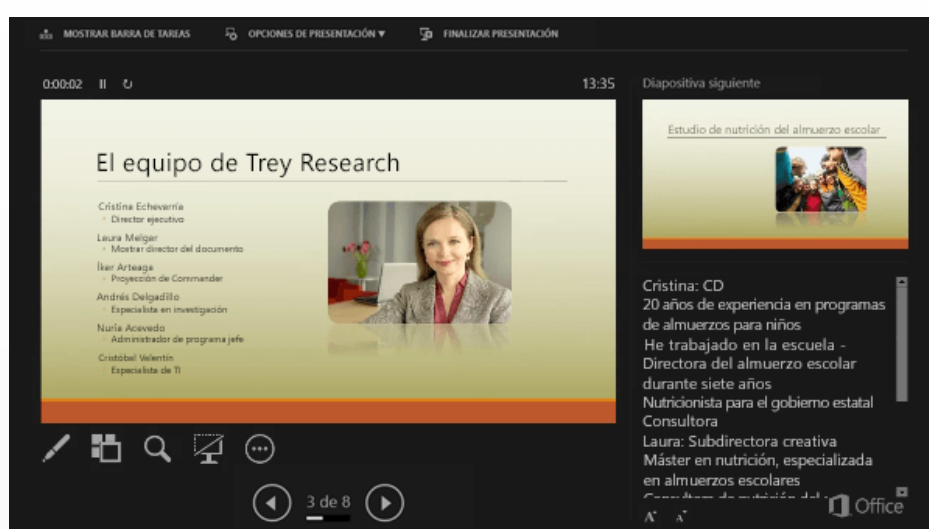 MOSTRAR BARRA DE TAREAS
OPCIONES DE PRESENTACIÓN ▼
FINALIZAR PRESENTACIÓN
0:00:02
13:35
El equipo de Trey Research
Cristina Echeverría
Director ejecutivo
Laura Melgar
Mostrar director del documento
Íker Arteaga
Proyección de Commander
Andrés Delgadillo
Especialista en investigación
Nuria Acevedo
Administrador de programa jefe
Cristóbal Valentín
Especialista de TI
3 de 8
Diapositiva siguiente
Estudio de nutrición del almuerzo escolar
Cristina: CD
20 años de experiencia en programas
de almuerzos para niños
He trabajado en la escuela -
Directora del almuerzo escolar
durante siete años
Nutricionista para el gobierno estatal
Consultora
Laura: Subdirectora creativa
Máster en nutrición, especializada
en almuerzos escolares
A A
Office